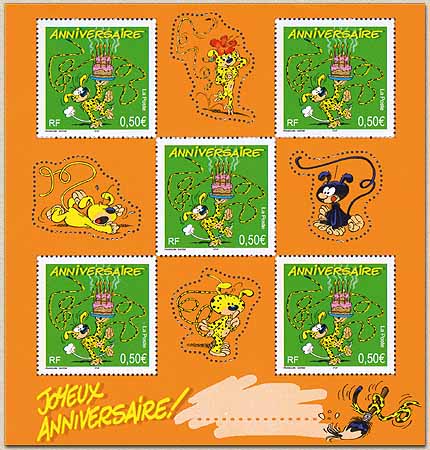 ANNIVERSAIRE
La Poste
RF
0,50€
ANNIVERSAIRE
La Poste
RF
0,50€
ANNIVERSAIRE
La Poste
RF
0,50€
ANNIVERSAIRE
La Poste
RF
0,50€
ANNIVERSAIRE
La Poste
RF
0,50€
JOYEUX
ANNIVERSAIRE!